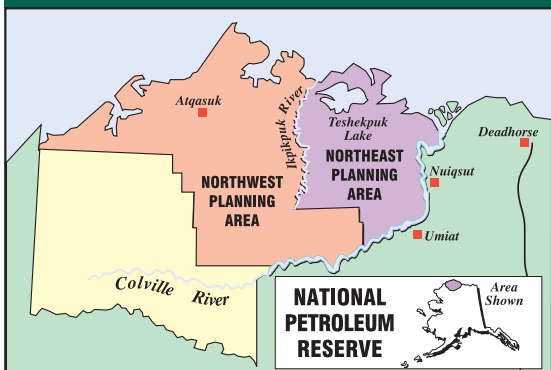 Atqasuk
Ikpikpuk River
Teshekpuk
Lake
Deadhorse
NORTHEAST
PLANNING
AREA
Nuiqsut
NORTHWEST
PLANNING
AREA
Umiat
Colville River
NATIONAL
PETROLEUM
RESERVE
Area
Shown